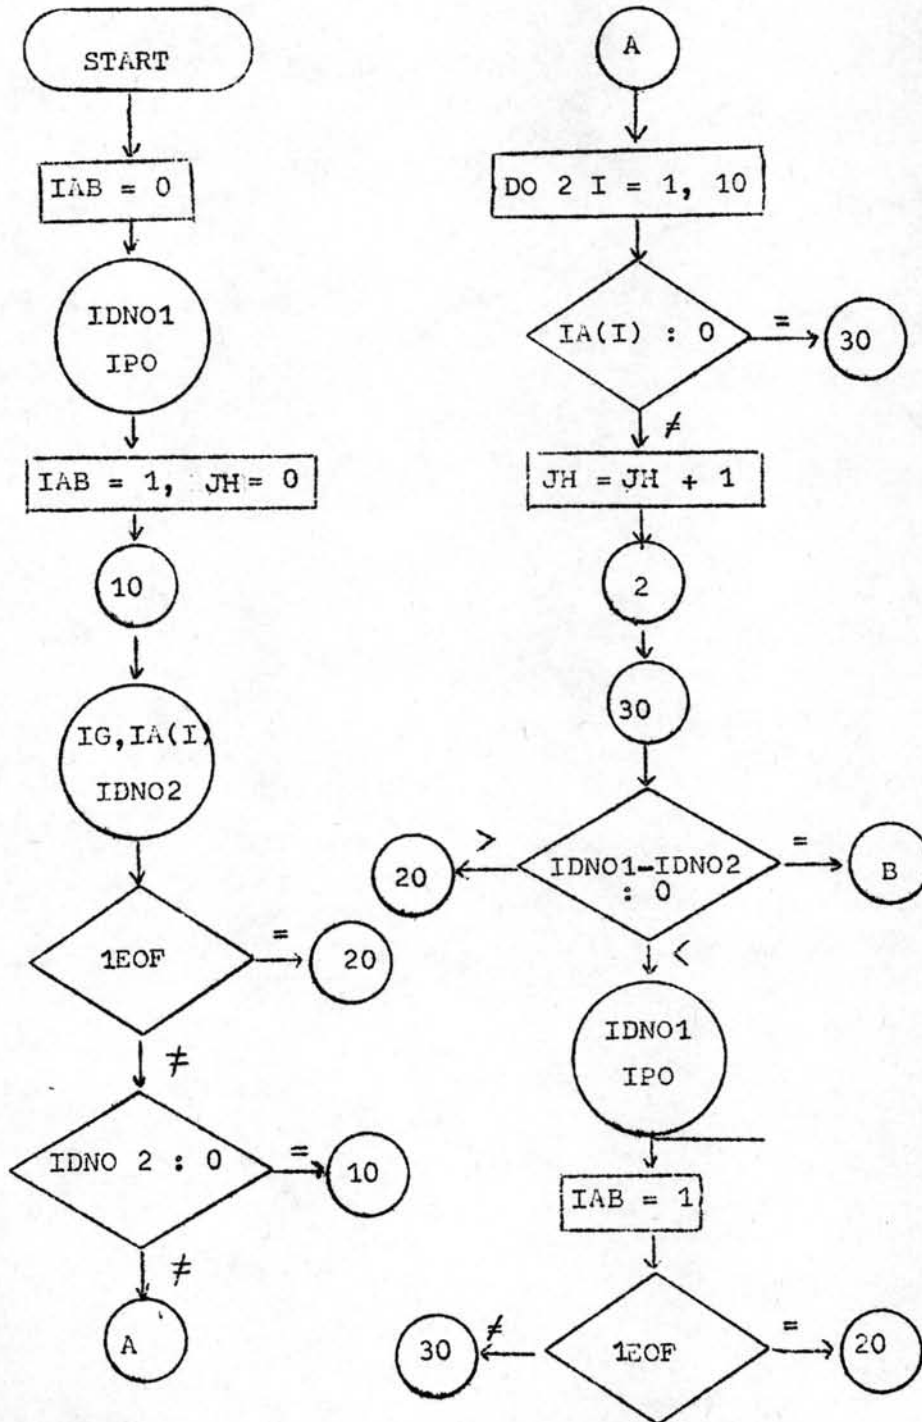 START
IAB = 0
IDNO1
IPO
IAB = 1, JH = 0
10
IG,IA(I)
IDNO2
1EOF
=
20
≠
IDNO 2 : 0
=
10
≠
A
A
DO 2 I = 1, 10
IA(I) : 0
=
30
≠
JH = JH + 1
2
30
IDNO1-IDNO2
: 0
>
20
=
B
<
IDNO1
IPO
IAB = 1
1EOF
≠
30
=
20